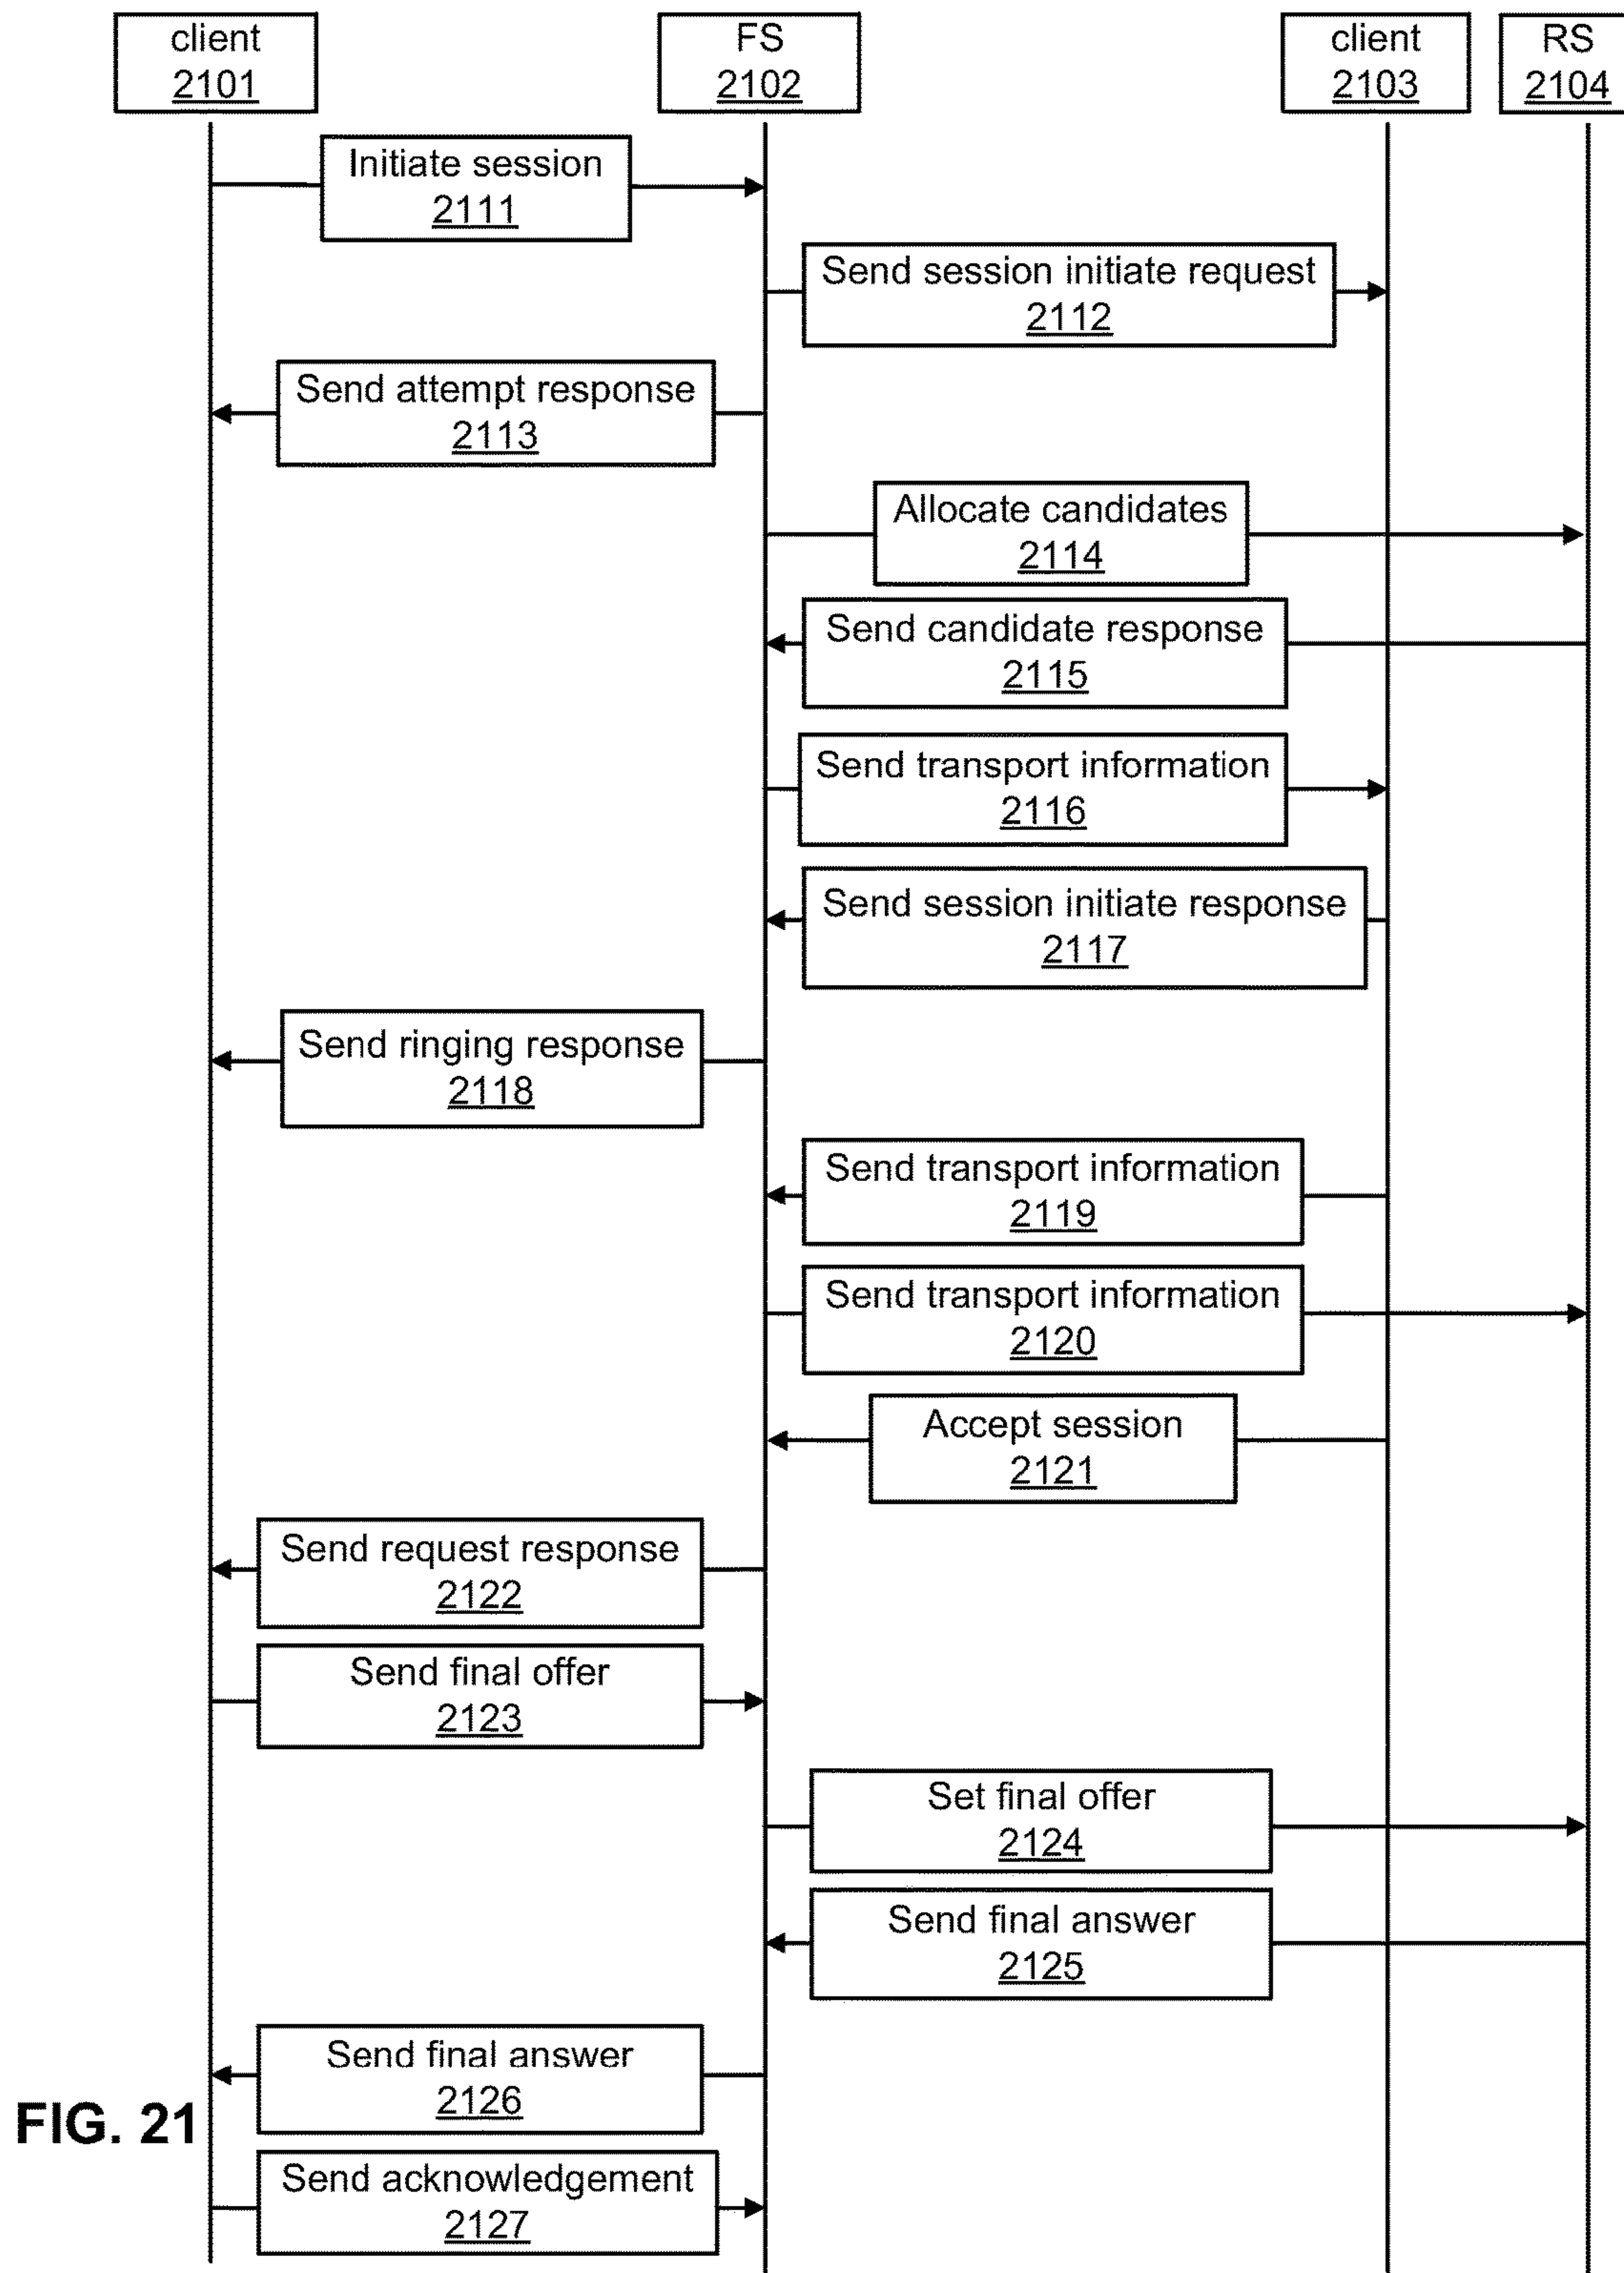 client
2101
FS
2102
client
2103
RS
2104
Initiate session
2111
Send session initiate request
2112
Send attempt response
2113
Allocate candidates
2114
Send candidate response
2115
Send transport information
2116
Send session initiate response
2117
Send ringing response
2118
Send transport information
2119
Send transport information
2120
Accept session
2121
Send request response
2122
Send final offer
2123
Set final offer
2124
Send final answer
2125
Send final answer
2126
FIG. 21
Send acknowledgement
2127